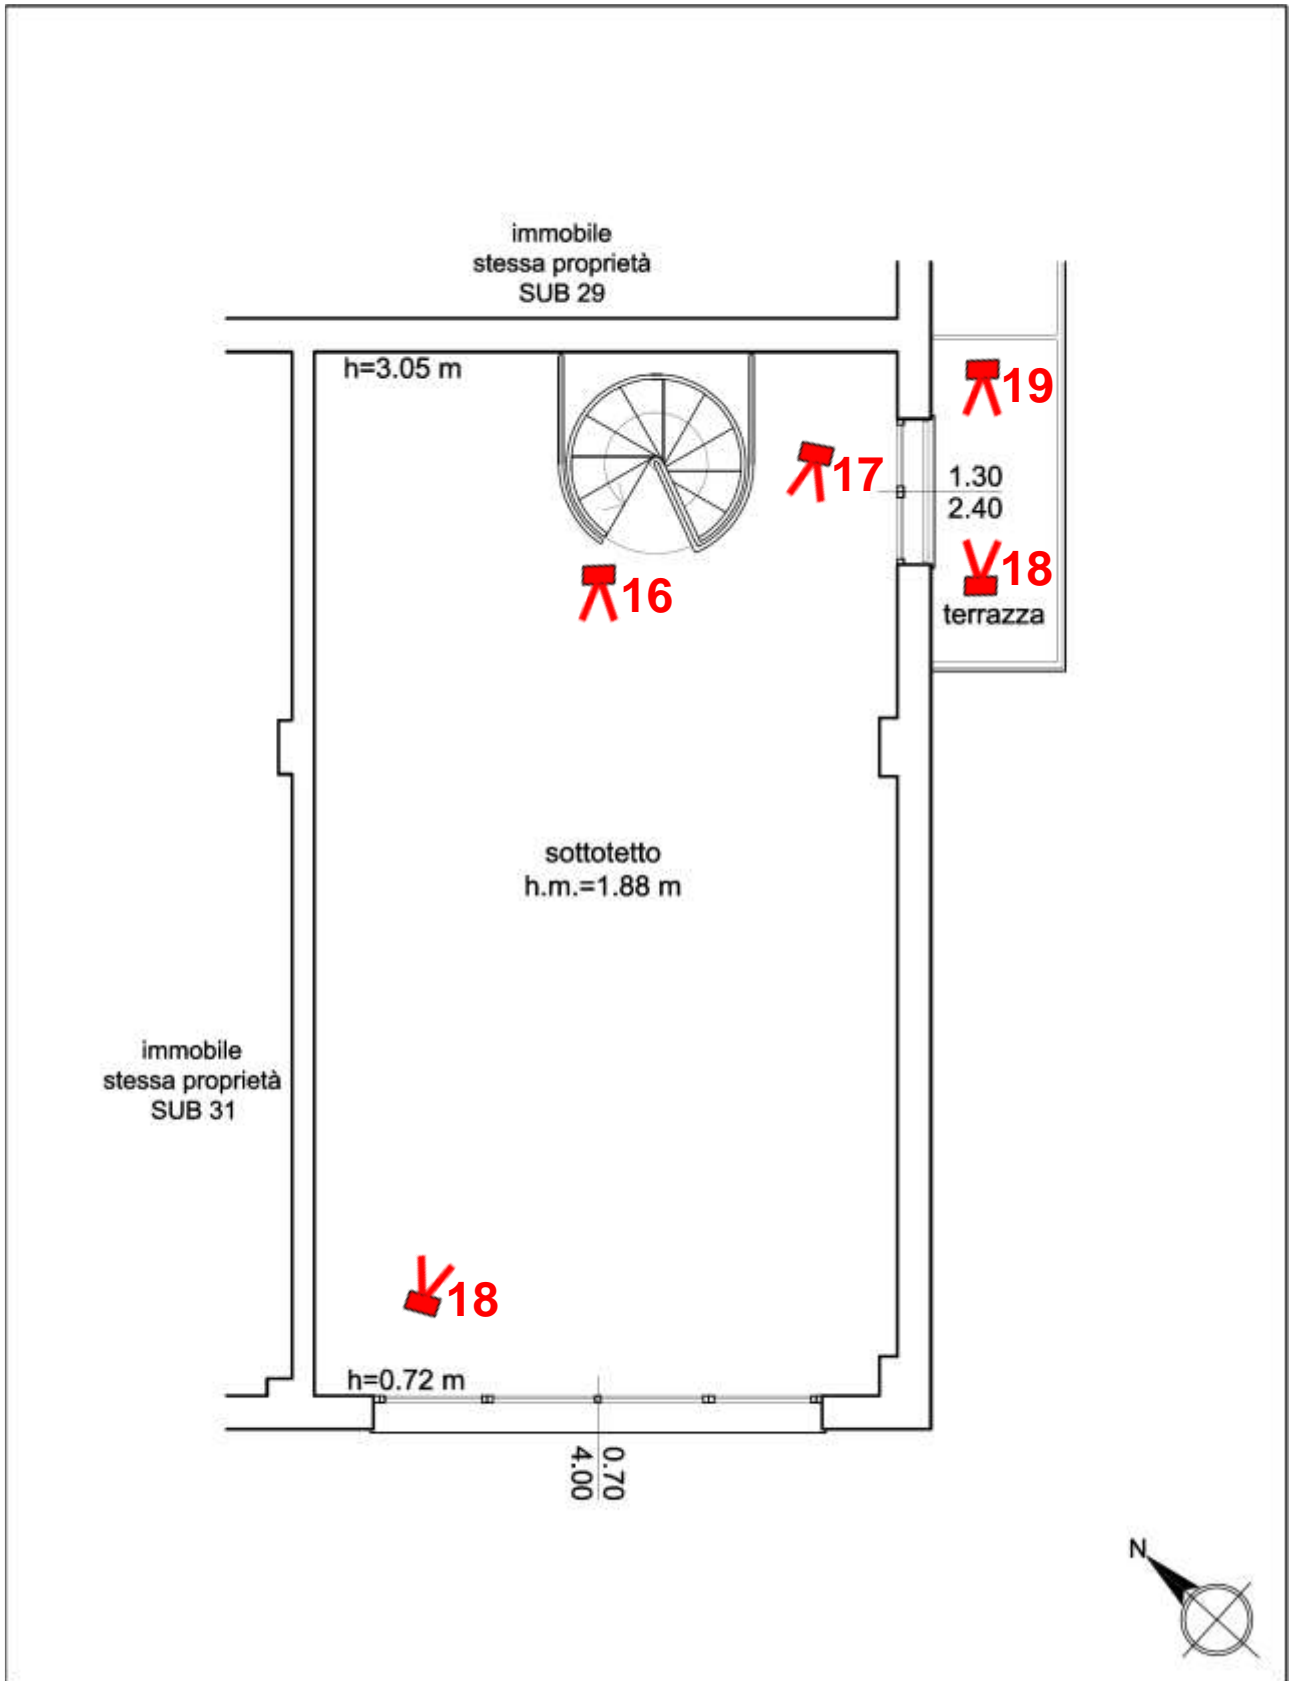 immobile
stessa proprietà
SUB 29
h=3.05 m
19
17
1.30
2.40
18
terrazza
16
sottotetto
h.m.=1.88 m
immobile
stessa proprietà
SUB 31
18
h=0.72 m
0.70
4.00
N